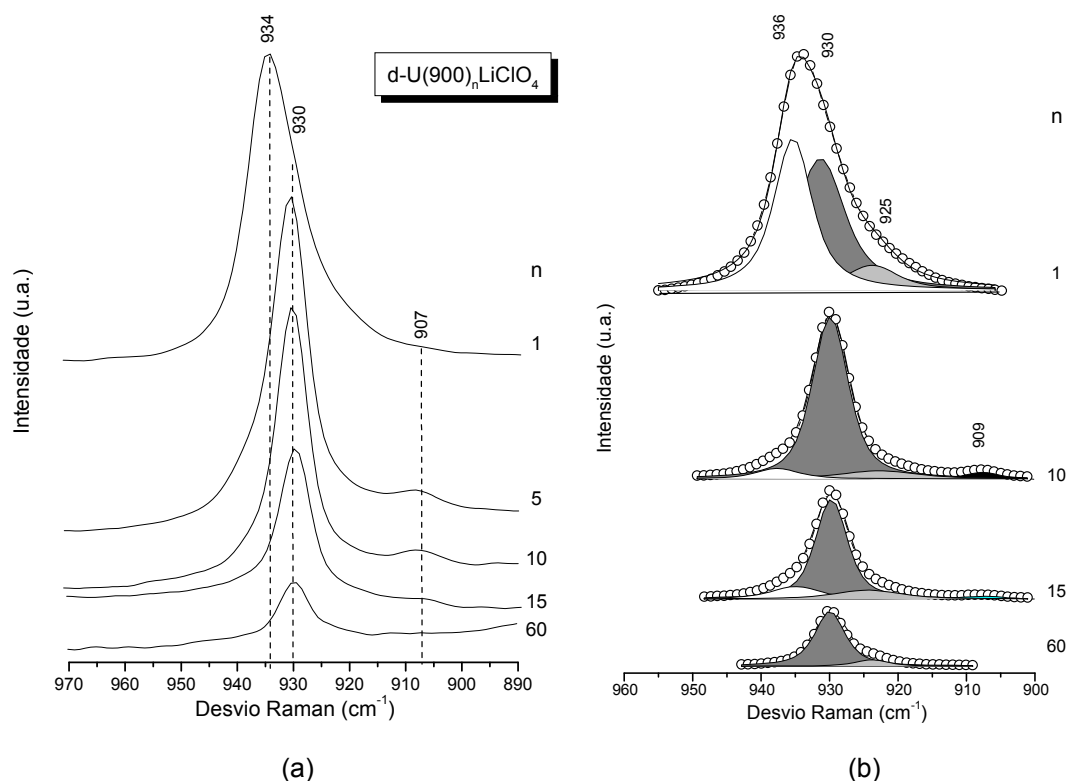 934
d-U(900)nLiClO4
930
n
1
907
5
10
15
60
Intensidade (u.a.)
970 960 950 940 930 920 910 900 890
Desvio Raman (cm-1)
(a)
936
930
n
925
1
909
10
15
60
Intensidade (u.a.)
960 950 940 930 920 910 900
Desvio Raman (cm-1)
(b)